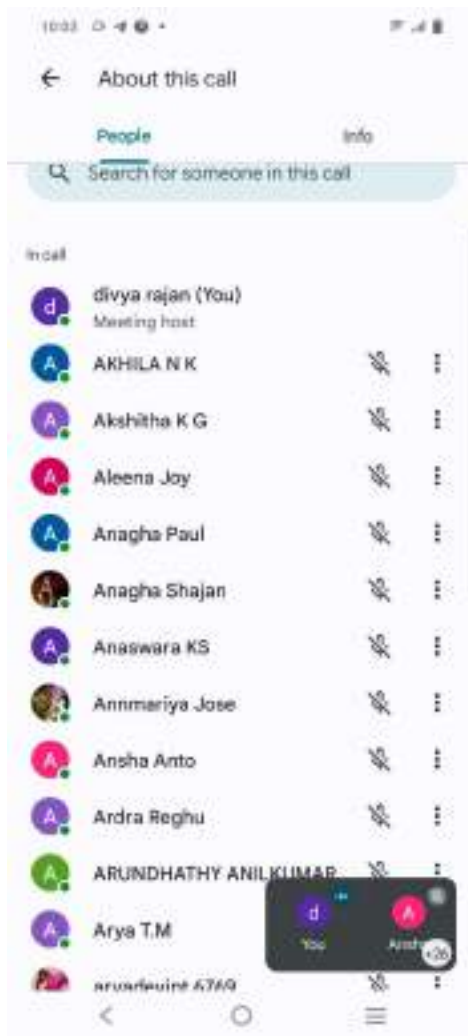 10:03
About this call
People
Info
Search for someone in this call
In call
d
divya rajan (You)
Meeting host
A
AKHILA N K
A
Akshitha K G
A
Aleena Joy
A
Anagha Paul
Anagha Shajan
A
Anaswara KS
Annmariya Jose
A
Ansha Anto
A
Ardra Reghu
A
ARUNDHATHY ANILKUMAR
A
Arya T.M
d
You
A
+26